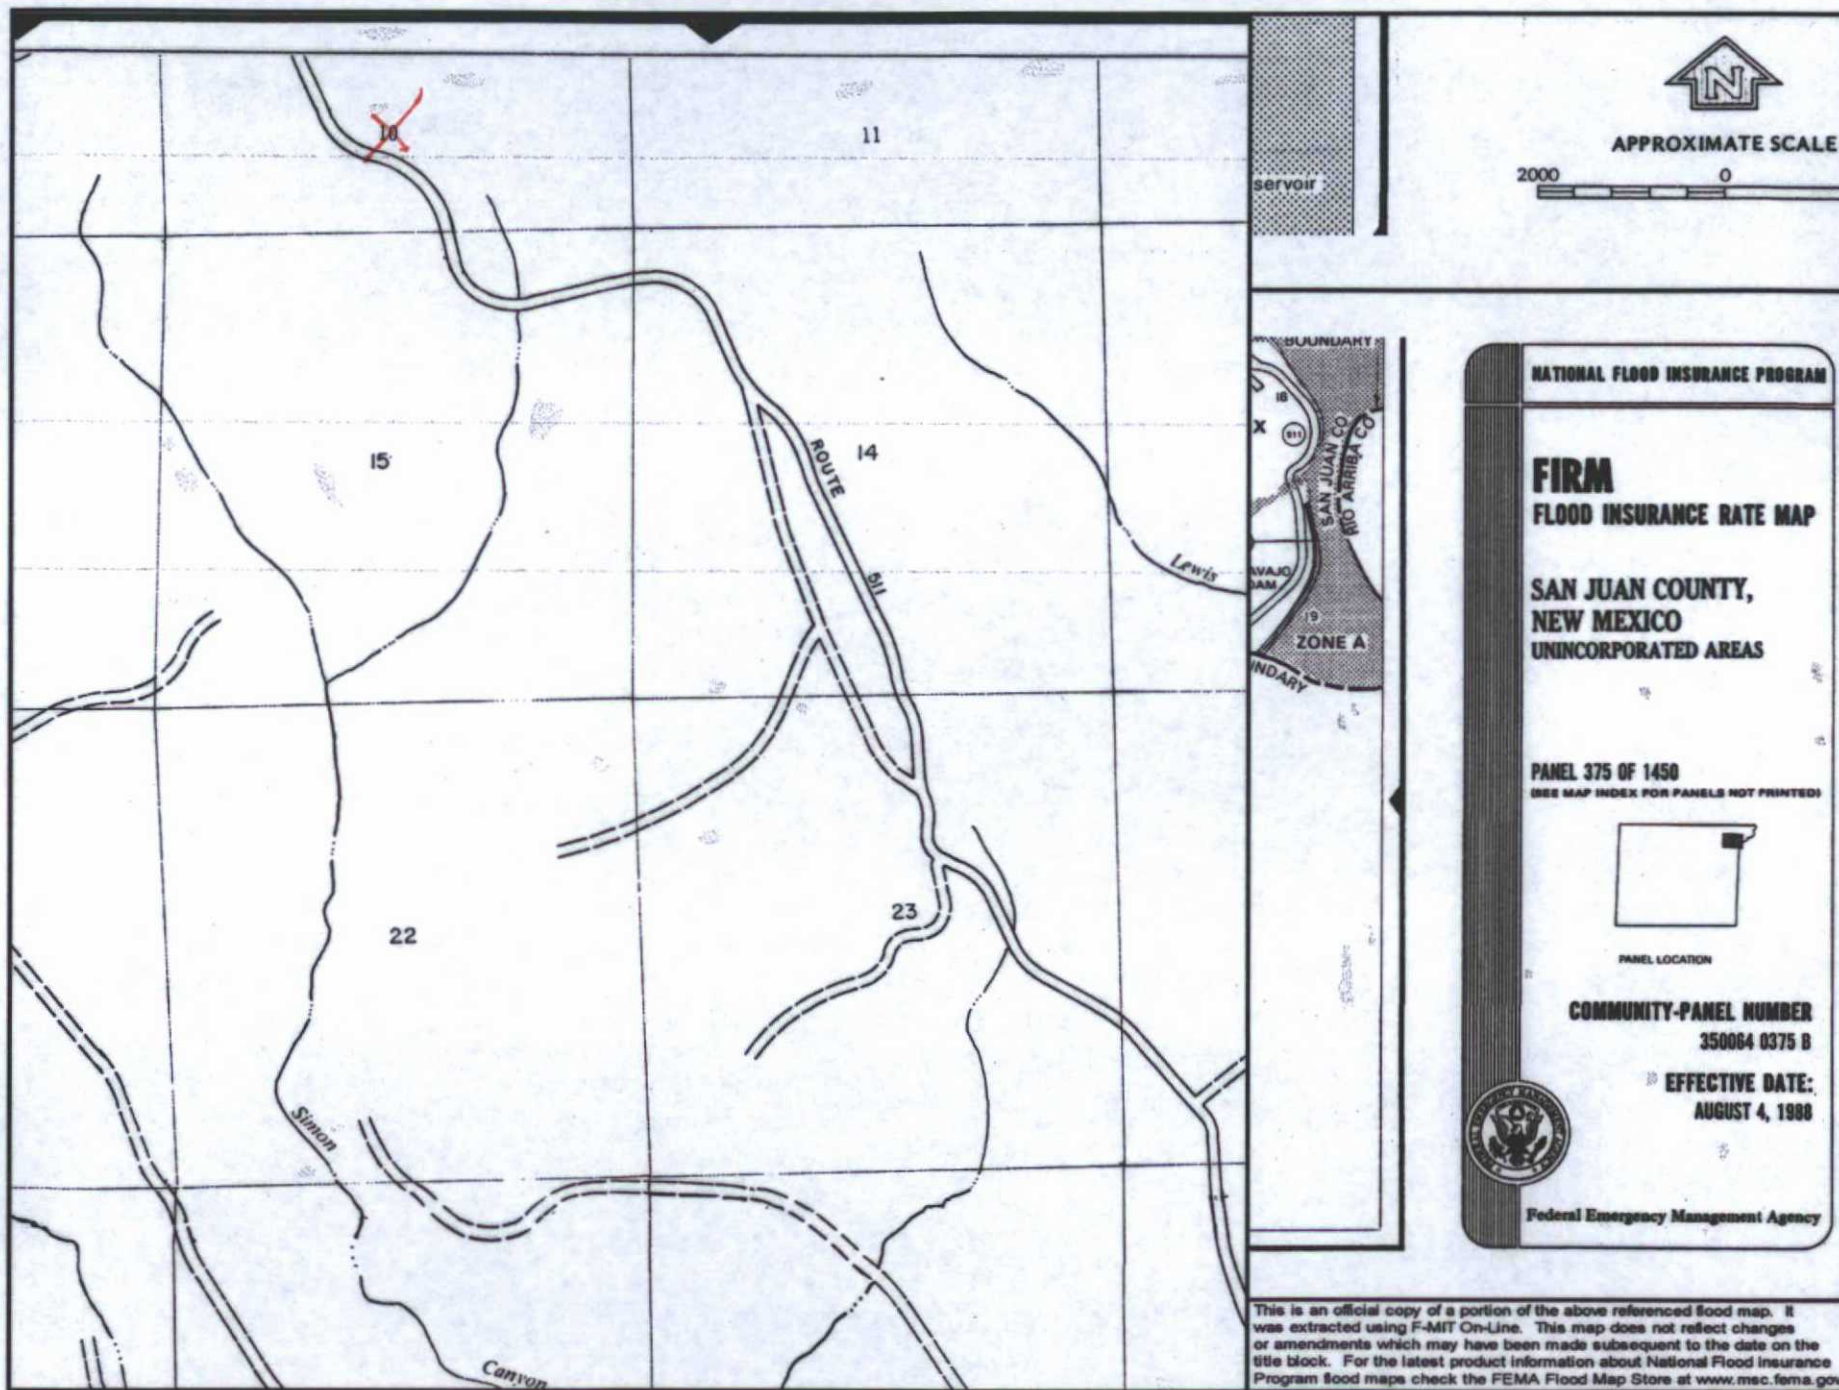 10
11
15
14
ROUTE
511
Lewis
22
23
Simon
Canyon
servoir
BOUNDARY
18
X
511
SAN JUAN CO
RIO ARRIBA CO
AVAJO
DAM
19
ZONE A
NDARY
N
APPROXIMATE SCALE
2000 0
NATIONAL FLOOD INSURANCE PROGRAM
FIRM
FLOOD INSURANCE RATE MAP
SAN JUAN COUNTY,
NEW MEXICO
UNINCORPORATED AREAS
PANEL 375 OF 1450
(SEE MAP INDEX FOR PANELS NOT PRINTED)
PANEL LOCATION
COMMUNITY-PANEL NUMBER
350064 0375 B
EFFECTIVE DATE:
AUGUST 4, 1988
Federal Emergency Management Agency
This is an official copy of a portion of the above referenced flood map. It
was extracted using F-MIT On-Line. This map does not reflect changes
or amendments which may have been made subsequent to the date on the
title block. For the latest product information about National Flood Insurance
Program flood maps check the FEMA Flood Map Store at www.msc.fema.gov